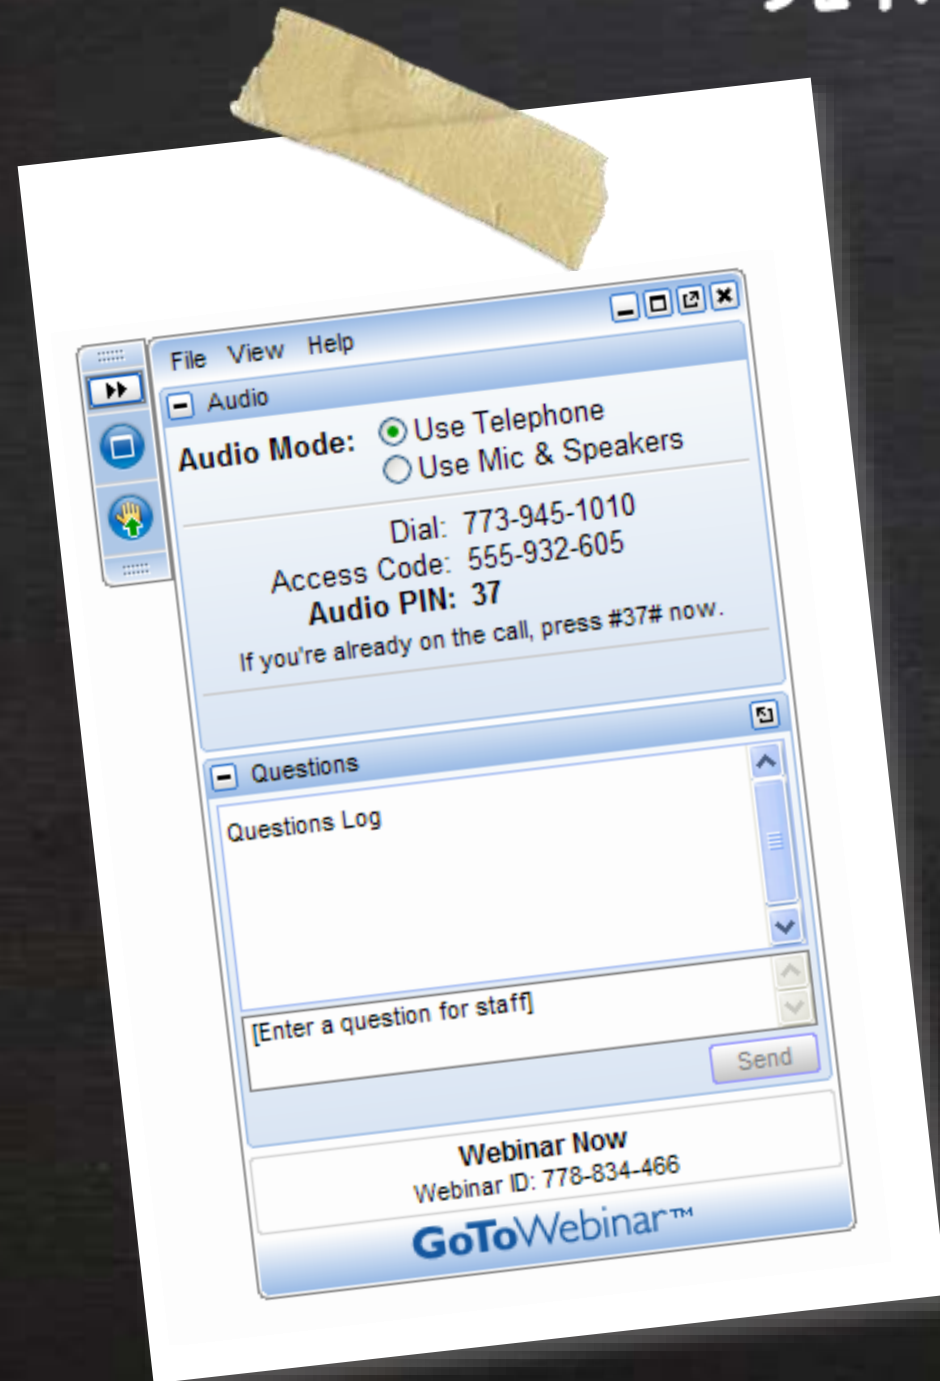 File View Help
Audio
Audio Mode: Use Telephone
Use Mic & Speakers
Dial: 773-945-1010
Access Code: 555-932-605
Audio PIN: 37
If you're already on the call, press #37# now.
Questions
Questions Log
[Enter a question for staff]
Send
Webinar Now
Webinar ID: 778-834-466
GoToWebinar™